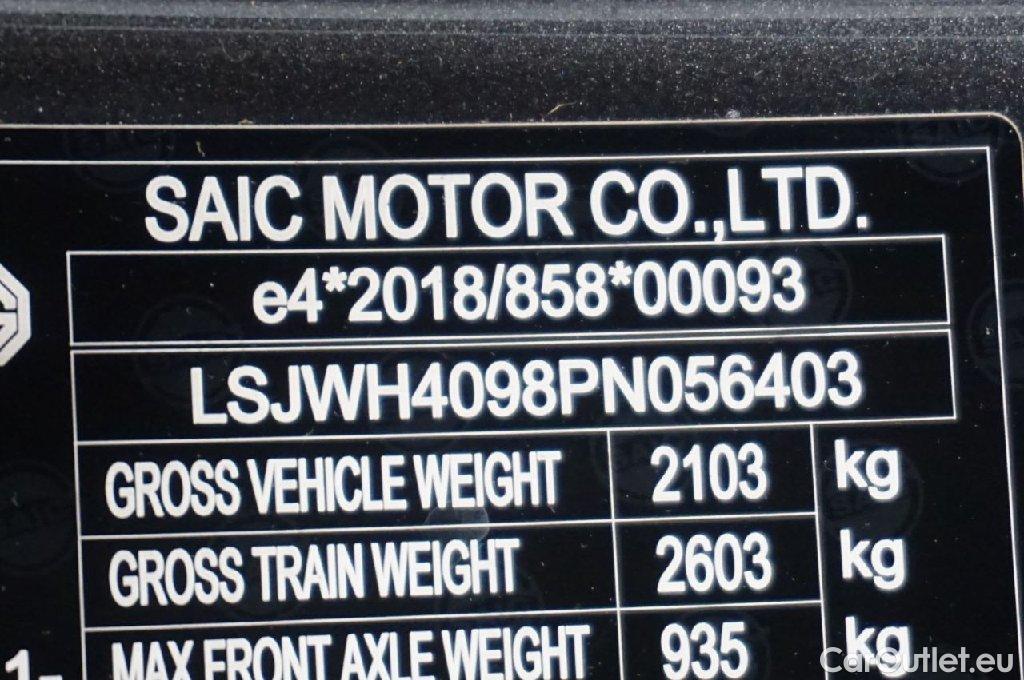 SAIC MOTOR CO.,LTD.
e4*2018/858*00093
LSJWH4098PN056403
GROSS VEHICLE WEIGHT 2103 kg
GROSS TRAIN WEIGHT 2603 kg
1- MAX FRONT AXLE WEIGHT 935 kg
CarOutlet.eu